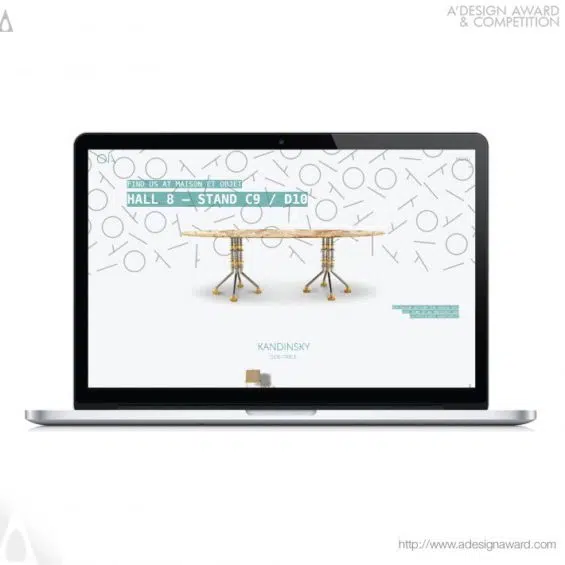 A'DESIGN AWARD
& COMPETITION
FIND US AT MAISON ET OBJET
HALL 8 – STAND C9 / D10
KANDINSKY
http://www.adesignaward.com